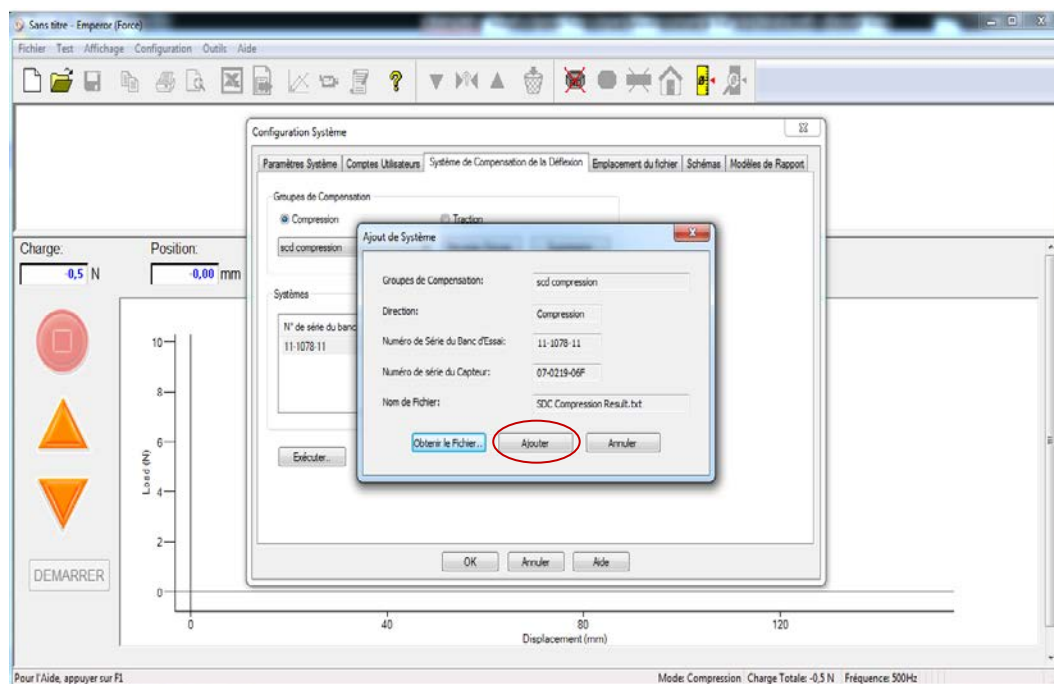 Sans titre - Emperor (Force)
Fichier Test Affichage Configuration Outils Aide
Configuration Système
Paramètres Système Comptes Utilisateurs Système de Compensation de la Déflexion Emplacement du fichier Schémas Modèles de Rapport
Groupes de Compensation
Compression Traction
scd compression
Systèmes
N° de série du banc
11-1078-11
Exécuter..
OK Annuler Aide
Ajout de Système
Groupes de Compensation: scd compression
Direction: Compression
Numéro de Série du Banc d'Essai: 11-1078-11
Numéro de série du Capteur: 07-0219-06F
Nom de Fichier: SDC Compression Result.txt
Obtenir le Fichier... Ajouter Annuler
Charge: Position:
-0,5 N -0,00 mm
DEMARRER
Load (N)
10
8
6
4
2
0
0 40 80 120
Displacement (mm)
Pour l'Aide, appuyer sur F1 Mode: Compression Charge Totale: -0,5 N Fréquence: 500Hz